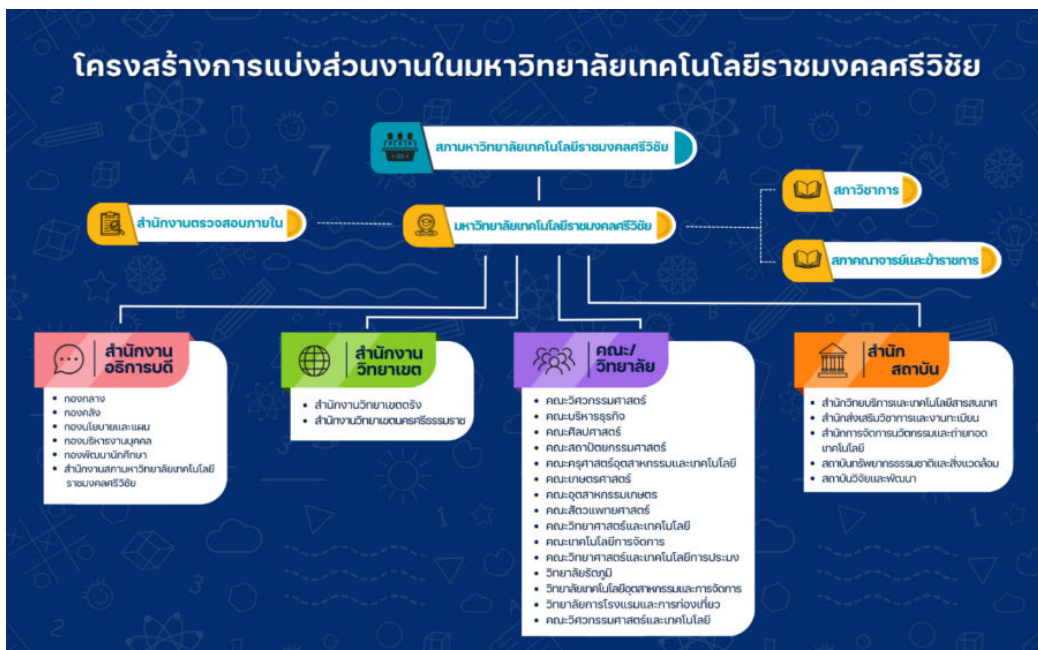 โครงสร้างการแบ่งส่วนงานในมหาวิทยาลัยเทคโนโลยีราชมงคลศรีวิชัย
สภามหาวิทยาลัยเทคโนโลยีราชมงคลศรีวิชัย
สภาวิชาการ
สำนักงานตรวจสอบภายใน
มหาวิทยาลัยเทคโนโลยีราชมงคลศรีวิชัย
สภาคณาจารย์และข้าราชการ
สำนักงาน
อธิการบดี
กองกลาง
กองคลัง
กองนโยบายและแผน
กองบริหารงานบุคคล
กองพัฒนานักศึกษา
สำนักงานสภามหาวิทยาลัยเทคโนโลยี
ราชมงคลศรีวิชัย
สำนักงาน
วิทยาเขต
สำนักงานวิทยาเขตตรัง
สำนักงานวิทยาเขตนครศรีธรรมราช
คณะ/
วิทยาลัย
คณะวิศวกรรมศาสตร์
คณะบริหารธุรกิจ
คณะศิลปศาสตร์
คณะสถาปัตยกรรมศาสตร์
คณะครุศาสตร์อุตสาหกรรมและเทคโนโลยี
คณะเกษตรศาสตร์
คณะอุตสาหกรรมเกษตร
คณะสัตวแพทยศาสตร์
คณะวิทยาศาสตร์และเทคโนโลยี
คณะเทคโนโลยีการจัดการ
คณะวิทยาศาสตร์และเทคโนโลยีการประมง
วิทยาลัยรัตภูมิ
วิทยาลัยเทคโนโลยีอุตสาหกรรมและการจัดการ
วิทยาลัยการโรงแรมและการท่องเที่ยว
คณะวิศวกรรมศาสตร์และเทคโนโลยี
สำนัก
สถาบัน
สำนักวิทยบริการและเทคโนโลยีสารสนเทศ
สำนักส่งเสริมวิชาการและงานทะเบียน
สำนักการจัดการนวัตกรรมและถ่ายทอด
เทคโนโลยี
สถาบันทรัพยากรธรรมชาติและสิ่งแวดล้อม
สถาบันวิจัยและพัฒนา